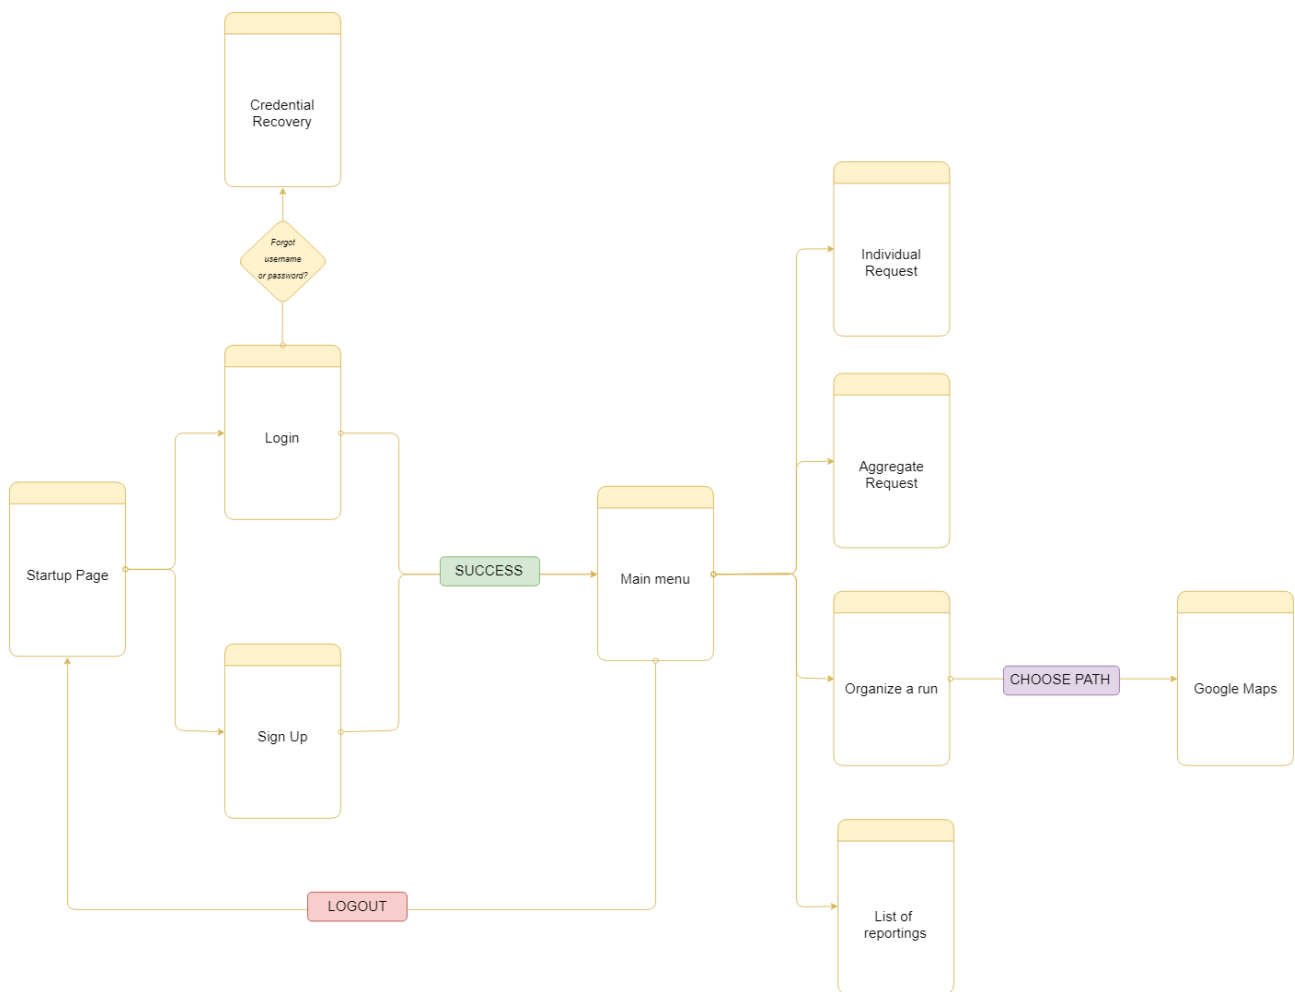 Credential
Recovery
Forgot
username
or password?
Login
Startup Page
Sign Up
SUCCESS
LOGOUT
Main menu
Individual
Request
Aggregate
Request
Organize a run
CHOOSE PATH
Google Maps
List of
reportings